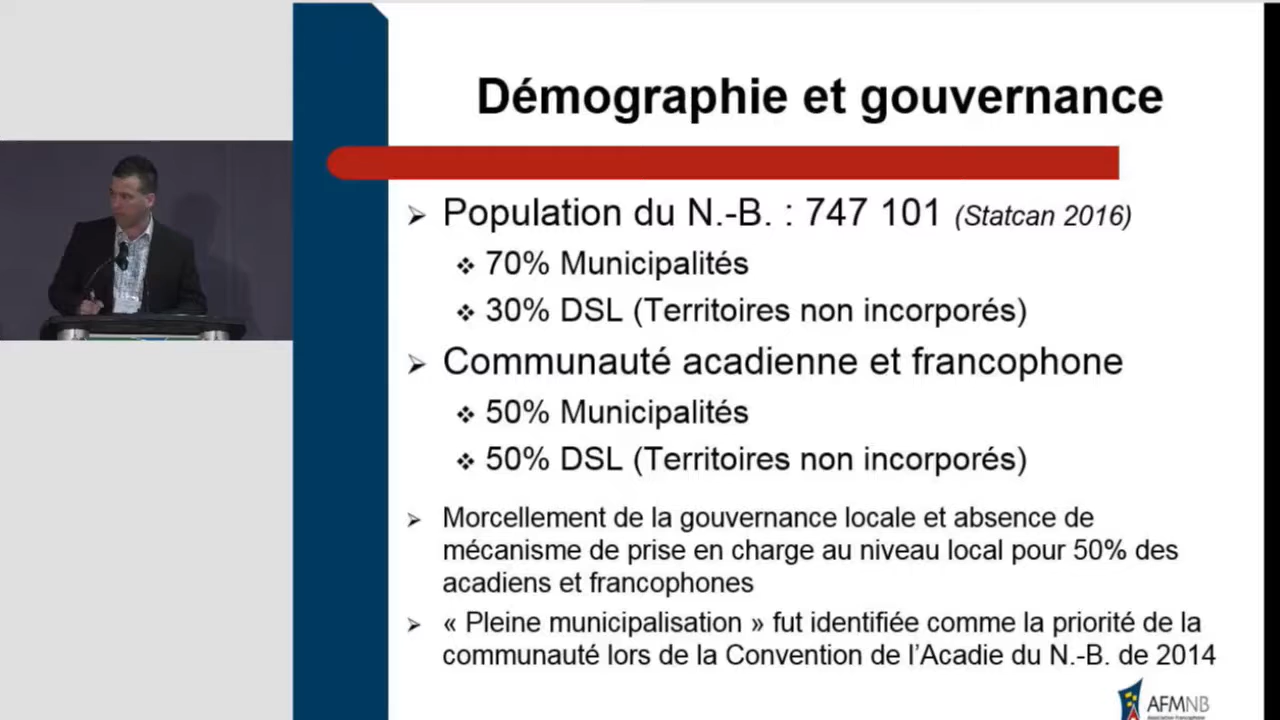 Démographie et gouvernance
➢ Population du N.-B. : 747 101 (Statcan 2016)
❖ 70% Municipalités
❖ 30% DSL (Territoires non incorporés)
➢ Communauté acadienne et francophone
❖ 50% Municipalités
❖ 50% DSL (Territoires non incorporés)
➢ Morcellement de la gouvernance locale et absence de
mécanisme de prise en charge au niveau local pour 50% des
acadiens et francophones
➢ « Pleine municipalisation » fut identifiée comme la priorité de la
communauté lors de la Convention de l’Acadie du N.-B. de 2014
AFMNB
Association francophone